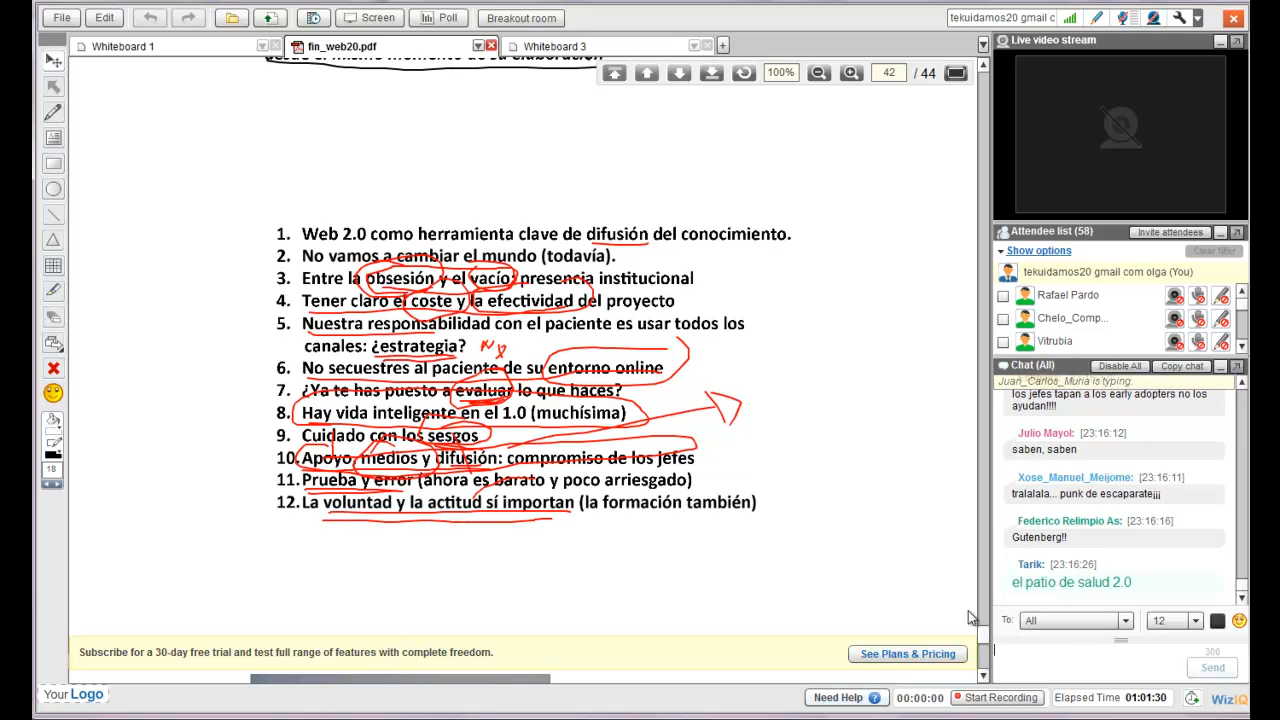 File
Edit
Screen
Poll
Breakout room
tekuidamos20 gmail c
Whiteboard 1
fin_web20.pdf
Whiteboard 3
Live video stream
desde el mismo momento de su elaboración
100%
42 / 44
1. Web 2.0 como herramienta clave de difusión del conocimiento.
2. No vamos a cambiar el mundo (todavía).
3. Entre la obsesión y el vacío: presencia institucional
4. Tener claro el coste y la efectividad del proyecto
5. Nuestra responsabilidad con el paciente es usar todos los
canales: ¿estrategia?
6. No secuestres al paciente de su entorno online
7. ¿Ya te has puesto a evaluar lo que haces?
8. Hay vida inteligente en el 1.0 (muchísima)
9. Cuidado con los sesgos
10. Apoyo, medios y difusión: compromiso de los jefes
11. Prueba y error (ahora es barato y poco arriesgado)
12. La voluntad y la actitud sí importan (la formación también)
18
Attendee list (58)
Invite attendees
Show options
Clear filter
tekuidamos20 gmail com olga (You)
Rafael Pardo
Chelo_Comp...
Vitrubia
Chat (All)
Disable All
Copy chat
Juan_Carlos_Muria is typing.
los jefes tapan a los early adopters no los
ayudan!!!!
Julio Mayol: [23:16:12]
saben, saben
Xose_Manuel_Meijome: [23:16:11]
tralalala... punk de escaparate¡¡¡
Federico Relimpio As: [23:16:16]
Gutenberg!!
Tarik: [23:16:26]
el patio de salud 2.0
To: All
12
300
Send
Subscribe for a 30-day free trial and test full range of features with complete freedom.
See Plans & Pricing
Your Logo
Need Help ?
00:00:00
Start Recording
Elapsed Time 01:01:30
WizIQ